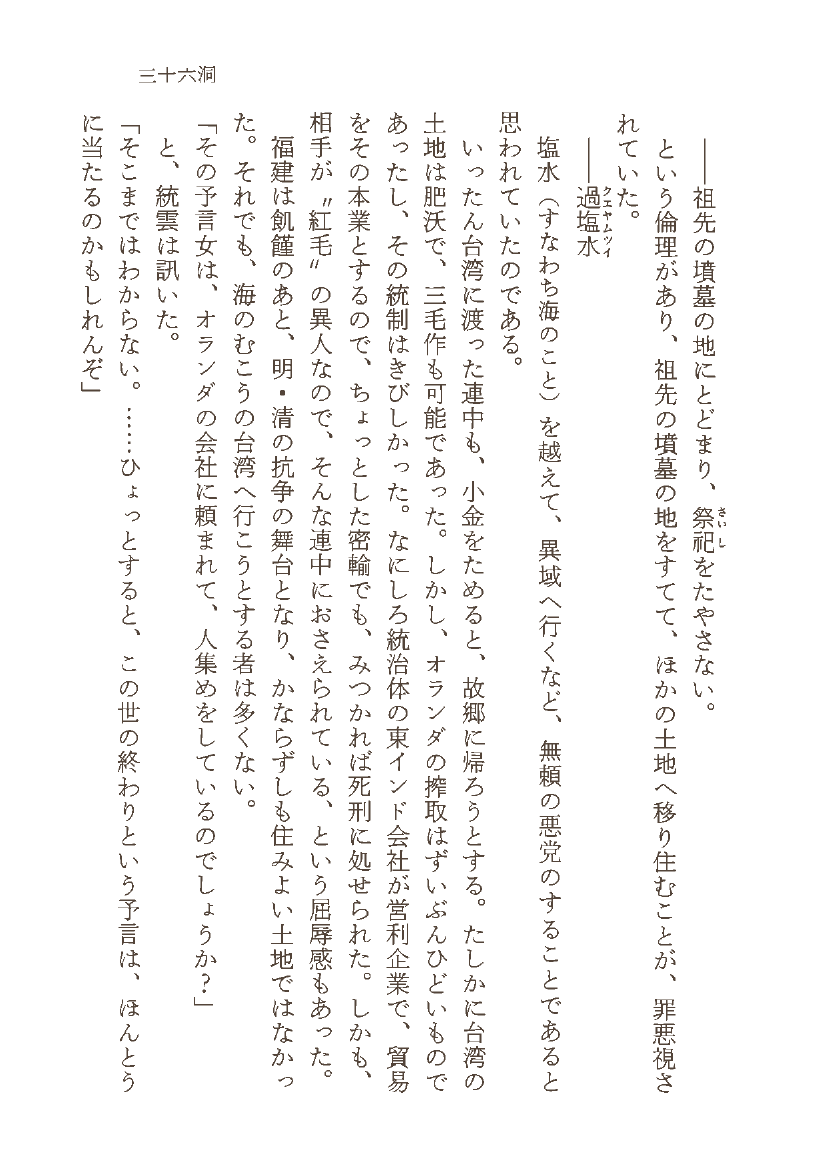 三十六洞
――祖先の墳墓の地にとどまり、祭祀をたやさない。
さいし
という倫理があり、祖先の墳墓の地をすてて、ほかの土地へ移り住むことが、罪悪視さ
れていた。
――過塩水
クエヤムツイ
塩水（すなわち海のこと）を越えて、異域へ行くなど、無頼の悪党のすることであると
思われていたのである。
いったん台湾に渡った連中も、小金をためると、故郷に帰ろうとする。たしかに台湾の
土地は肥沃で、三毛作も可能であった。しかし、オランダの搾取はずいぶんひどいもので
あったし、その統制はきびしかった。なにしろ統治体の東インド会社が営利企業で、貿易
をその本業とするので、ちょっとした密輸でも、みつかれば死刑に処せられた。しかも、
相手が〝紅毛〟の異人なので、そんな連中におさえられている、という屈辱感もあった。
福建は飢饉のあと、明・清の抗争の舞台となり、かならずしも住みよい土地ではなかっ
た。それでも、海のむこうの台湾へ行こうとする者は多くない。
「その予言女は、オランダの会社に頼まれて、人集めをしているのでしょうか？」
と、統雲は訊いた。
「そこまではわからない。……ひょっとすると、この世の終わりという予言は、ほんとう
に当たるのかもしれんぞ」